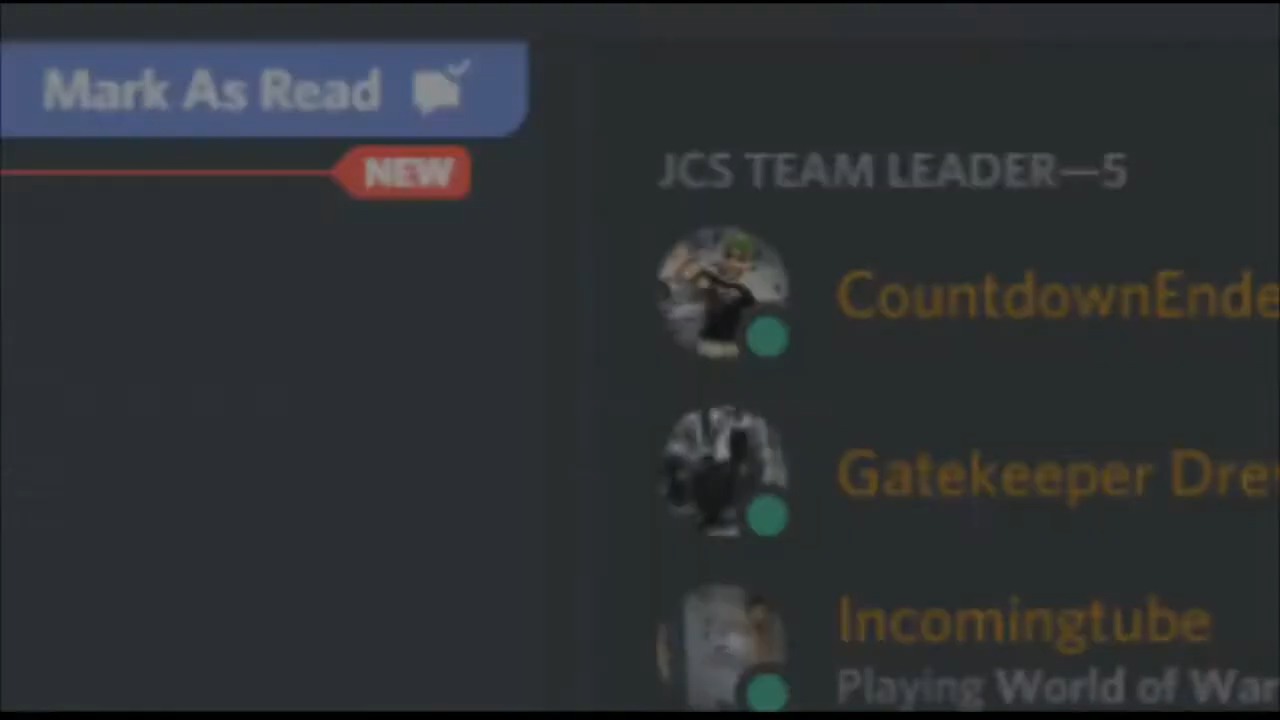 Mark As Read
NEW
JCS TEAM LEADER—5
CountdownEnde
Gatekeeper Dre
Incomingtube
Playing World of War